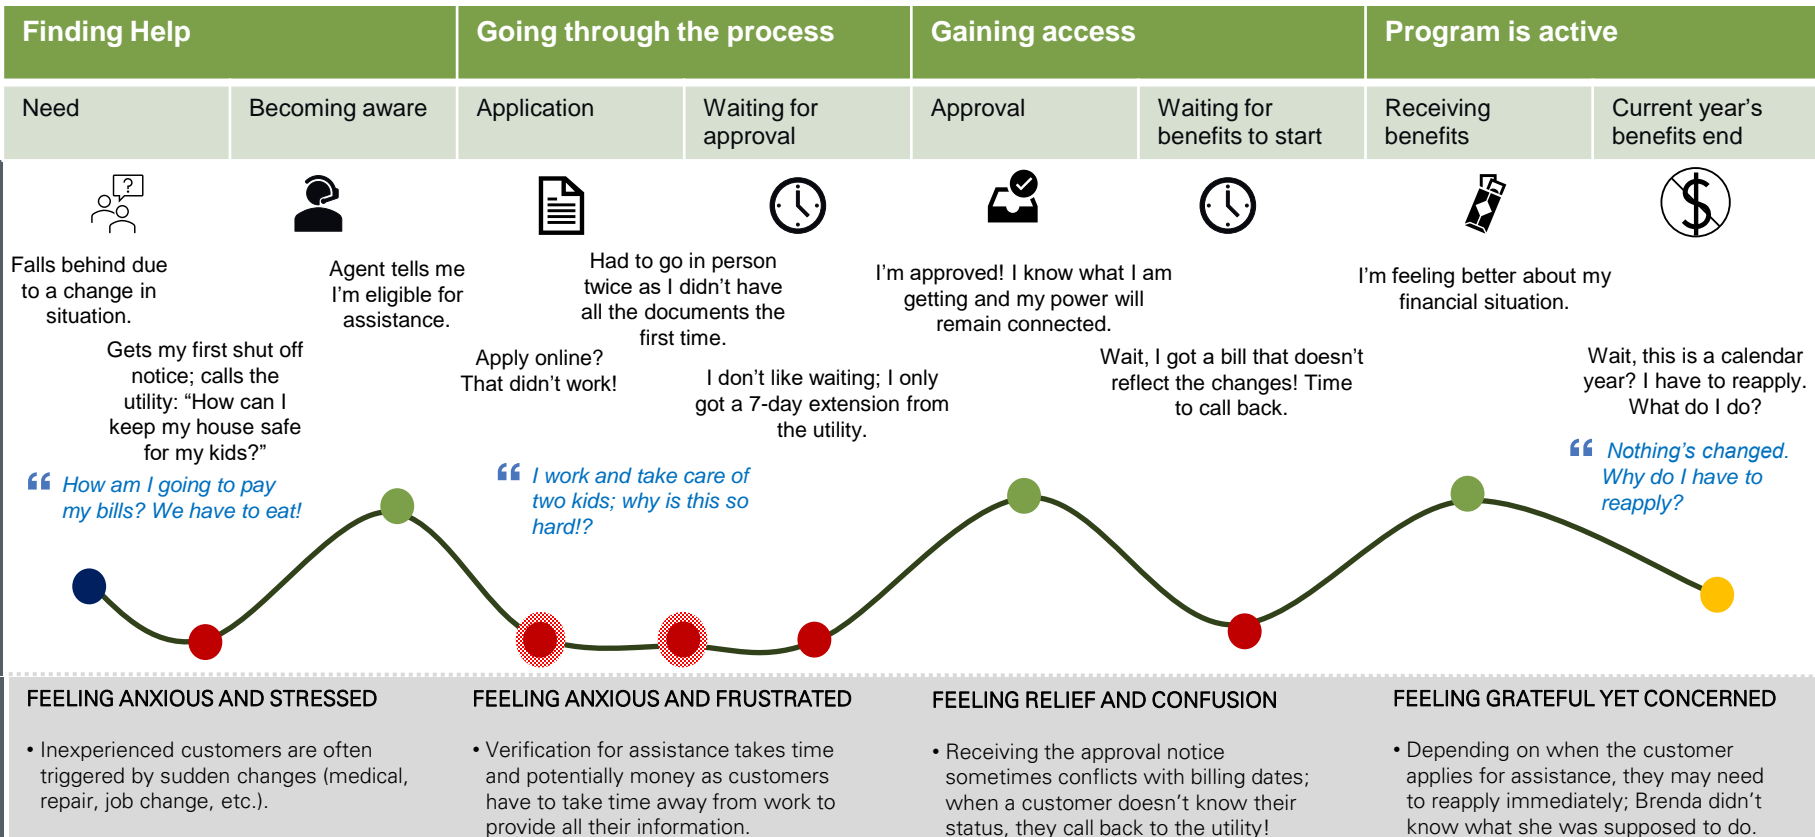 Finding Help
Going through the process
Gaining access
Program is active
Need
Becoming aware
Application
Waiting for
approval
Approval
Waiting for
benefits to start
Receiving
benefits
Current year's
benefits end
?
$
Falls behind due
to a change in
situation.
Gets my first shut off
notice; calls the
utility: “How can I
keep my house safe
for my kids?”
“ How am I going to pay
my bills? We have to eat!
Agent tells me
I’m eligible for
assistance.
Apply online?
That didn’t work!
Had to go in person
twice as I didn’t have
all the documents the
first time.
“ I work and take care of
two kids; why is this so
hard!?
I don’t like waiting; I only
got a 7-day extension from
the utility.
I’m approved! I know what I am
getting and my power will
remain connected.
Wait, I got a bill that doesn’t
reflect the changes! Time
to call back.
I’m feeling better about my
financial situation.
Wait, this is a calendar
year? I have to reapply.
What do I do?
“ Nothing’s changed.
Why do I have to
reapply?
FEELING ANXIOUS AND STRESSED
• Inexperienced customers are often
triggered by sudden changes (medical,
repair, job change, etc.).
FEELING ANXIOUS AND FRUSTRATED
• Verification for assistance takes time
and potentially money as customers
have to take time away from work to
provide all their information.
FEELING RELIEF AND CONFUSION
• Receiving the approval notice
sometimes conflicts with billing dates;
when a customer doesn’t know their
status, they call back to the utility!
FEELING GRATEFUL YET CONCERNED
• Depending on when the customer
applies for assistance, they may need
to reapply immediately; Brenda didn’t
know what she was supposed to do.